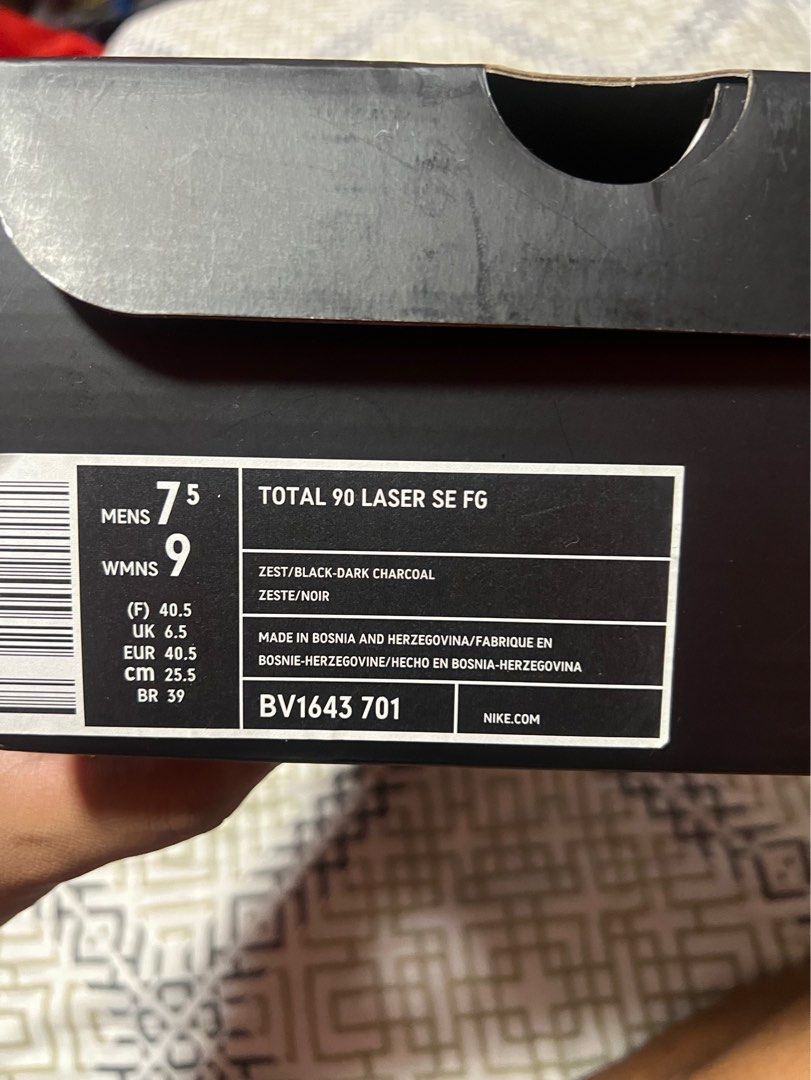 MENS 7 5
WMNS 9
(F) 40.5
UK 6.5
EUR 40.5
cm 25.5
BR 39
TOTAL 90 LASER SE FG
ZEST/BLACK-DARK CHARCOAL
ZESTE/NOIR
MADE IN BOSNIA AND HERZEGOVINA/FABRIQUE EN
BOSNIE-HERZEGOVINE/HECHO EN BOSNIA-HERZEGOVINA
BV1643 701
NIKE.COM